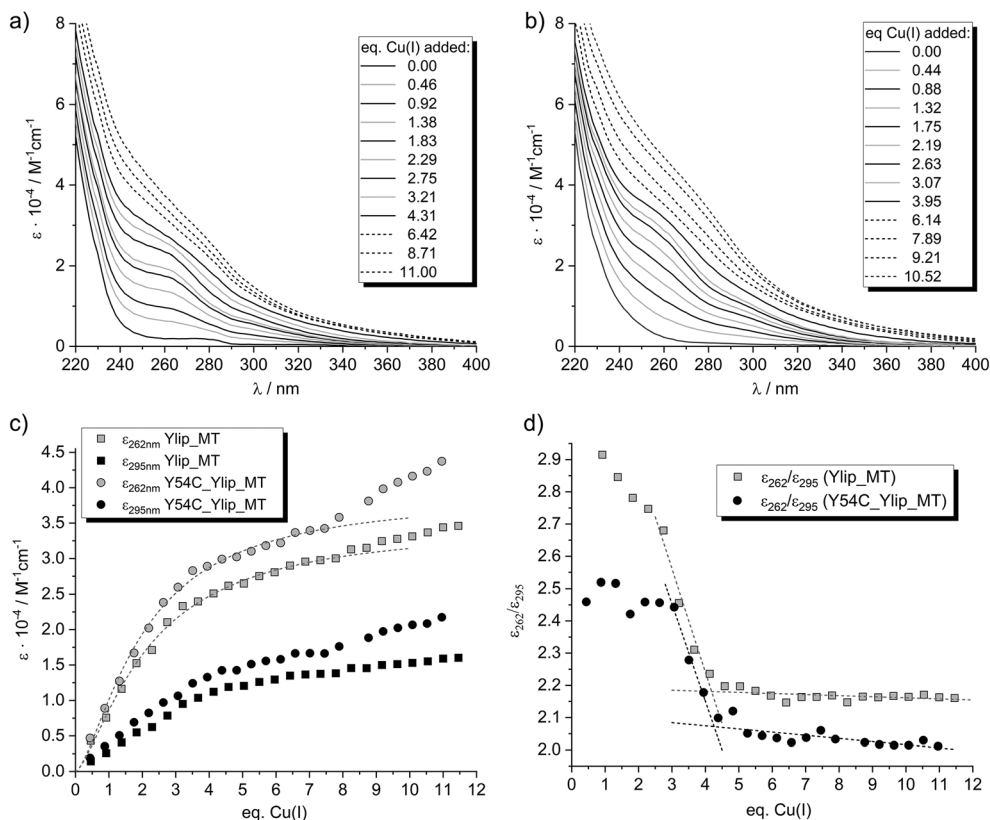 a)
8
6
4
2
0
ε · 10⁻⁴ / M⁻¹cm⁻¹
220 240 260 280 300 320 340 360 380 400
λ / nm
eq. Cu(I) added:
0.00
0.46
0.92
1.38
1.83
2.29
2.75
3.21
4.31
6.42
8.71
11.00
b)
8
6
4
2
0
ε · 10⁻⁴ / M⁻¹cm⁻¹
220 240 260 280 300 320 340 360 380 400
λ / nm
eq Cu(I) added:
0.00
0.44
0.88
1.32
1.75
2.19
2.63
3.07
3.95
6.14
7.89
9.21
10.52
c)
ε262nm Ylip_MT
ε295nm Ylip_MT
ε262nm Y54C_Ylip_MT
ε295nm Y54C_Ylip_MT
4.5
4.0
3.5
3.0
2.5
2.0
1.5
1.0
0.5
0.0
ε · 10⁻⁴ / M⁻¹cm⁻¹
0 1 2 3 4 5 6 7 8 9 10 11 12
eq. Cu(I)
d)
ε262/ε295 (Ylip_MT)
ε262/ε295 (Y54C_Ylip_MT)
2.9
2.8
2.7
2.6
2.5
2.4
2.3
2.2
2.1
2.0
ε262/ε295
0 1 2 3 4 5 6 7 8 9 10 11 12
eq. Cu(I)